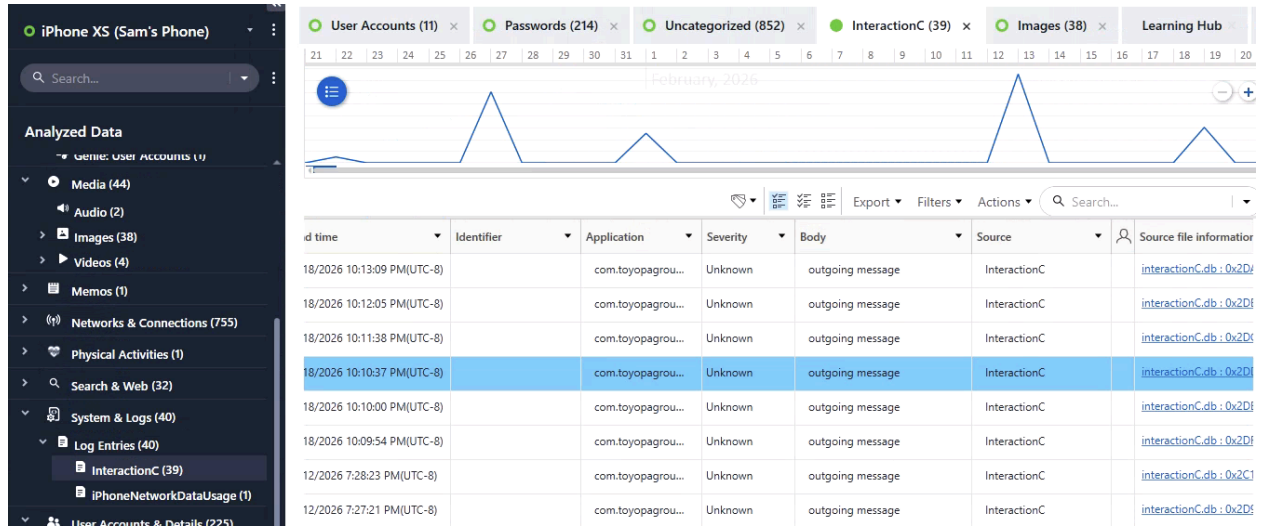 iPhone XS (Sam's Phone)
Search...
Analyzed Data
Genie: User Accounts (1)
Media (44)
Audio (2)
Images (38)
Videos (4)
Memos (1)
Networks & Connections (755)
Physical Activities (1)
Search & Web (32)
System & Logs (40)
Log Entries (40)
InteractionC (39)
iPhoneNetworkDataUsage (1)
User Accounts & Details (225)
User Accounts (11) × Passwords (214) × Uncategorized (852) × InteractionC (39) × Images (38) × Learning Hub
21 22 23 24 25 26 27 28 29 30 31 1 2 3 4 5 6 7 8 9 10 11 12 13 14 15 16 17 18 19 20
February, 2026
Export Filters Actions Search...
d time Identifier Application Severity Body Source Source file information
18/2026 10:13:09 PM(UTC-8) com.toyopagrou... Unknown outgoing message InteractionC interactionC.db : 0x2DA
18/2026 10:12:05 PM(UTC-8) com.toyopagrou... Unknown outgoing message InteractionC interactionC.db : 0x2D
18/2026 10:11:38 PM(UTC-8) com.toyopagrou... Unknown outgoing message InteractionC interactionC.db : 0x2D
18/2026 10:10:37 PM(UTC-8) com.toyopagrou... Unknown outgoing message InteractionC interactionC.db : 0x2D
18/2026 10:10:00 PM(UTC-8) com.toyopagrou... Unknown outgoing message InteractionC interactionC.db : 0x2D
18/2026 10:09:54 PM(UTC-8) com.toyopagrou... Unknown outgoing message InteractionC interactionC.db : 0x2D
12/2026 7:28:23 PM(UTC-8) com.toyopagrou... Unknown outgoing message InteractionC interactionC.db : 0x2C1
12/2026 7:27:21 PM(UTC-8) com.toyopagrou... Unknown outgoing message InteractionC interactionC.db : 0x2D9